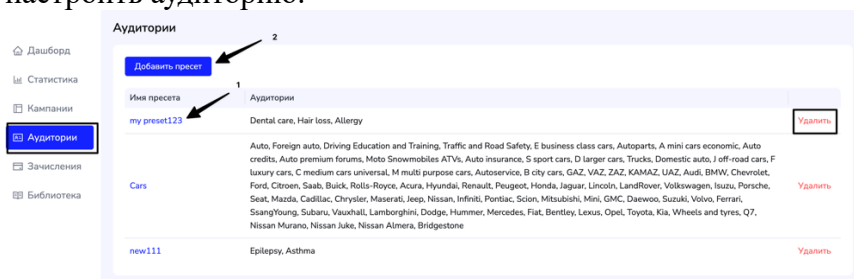 настроить аудиторию.
Аудитории
2
Дашборд
Добавить пресет
Статистика
1
Имя пресета Аудитории
Кампании
my preset123 Dental care, Hair loss, Allergy Удалить
Аудитории
Auto, Foreign auto, Driving Education and Training, Traffic and Road Safety, E business class cars, Autoparts, A mini cars economic, Auto
credits, Auto premium forums, Moto Snowmobiles ATVs, Auto insurance, S sport cars, D larger cars, Trucks, Domestic auto, J off-road cars, F
Зачисления
luxury cars, C medium cars universal, M multi purpose cars, Autoservice, B city cars, GAZ, VAZ, ZAZ, KAMAZ, UAZ, Audi, BMW, Chevrolet,
Cars Ford, Citroen, Saab, Buick, Rolls-Royce, Acura, Hyundai, Renault, Peugeot, Honda, Jaguar, Lincoln, LandRover, Volkswagen, Isuzu, Porsche, Удалить
Библиотека
Seat, Mazda, Cadillac, Chrysler, Maserati, Jeep, Nissan, Infiniti, Pontiac, Scion, Mitsubishi, Mini, GMC, Daewoo, Suzuki, Volvo, Ferrari,
SsangYoung, Subaru, Vauxhall, Lamborghini, Dodge, Hummer, Mercedes, Fiat, Bentley, Lexus, Opel, Toyota, Kia, Wheels and tyres, Q7,
Nissan Murano, Nissan Juke, Nissan Almera, Bridgestone
new111 Epilepsy, Asthma Удалить